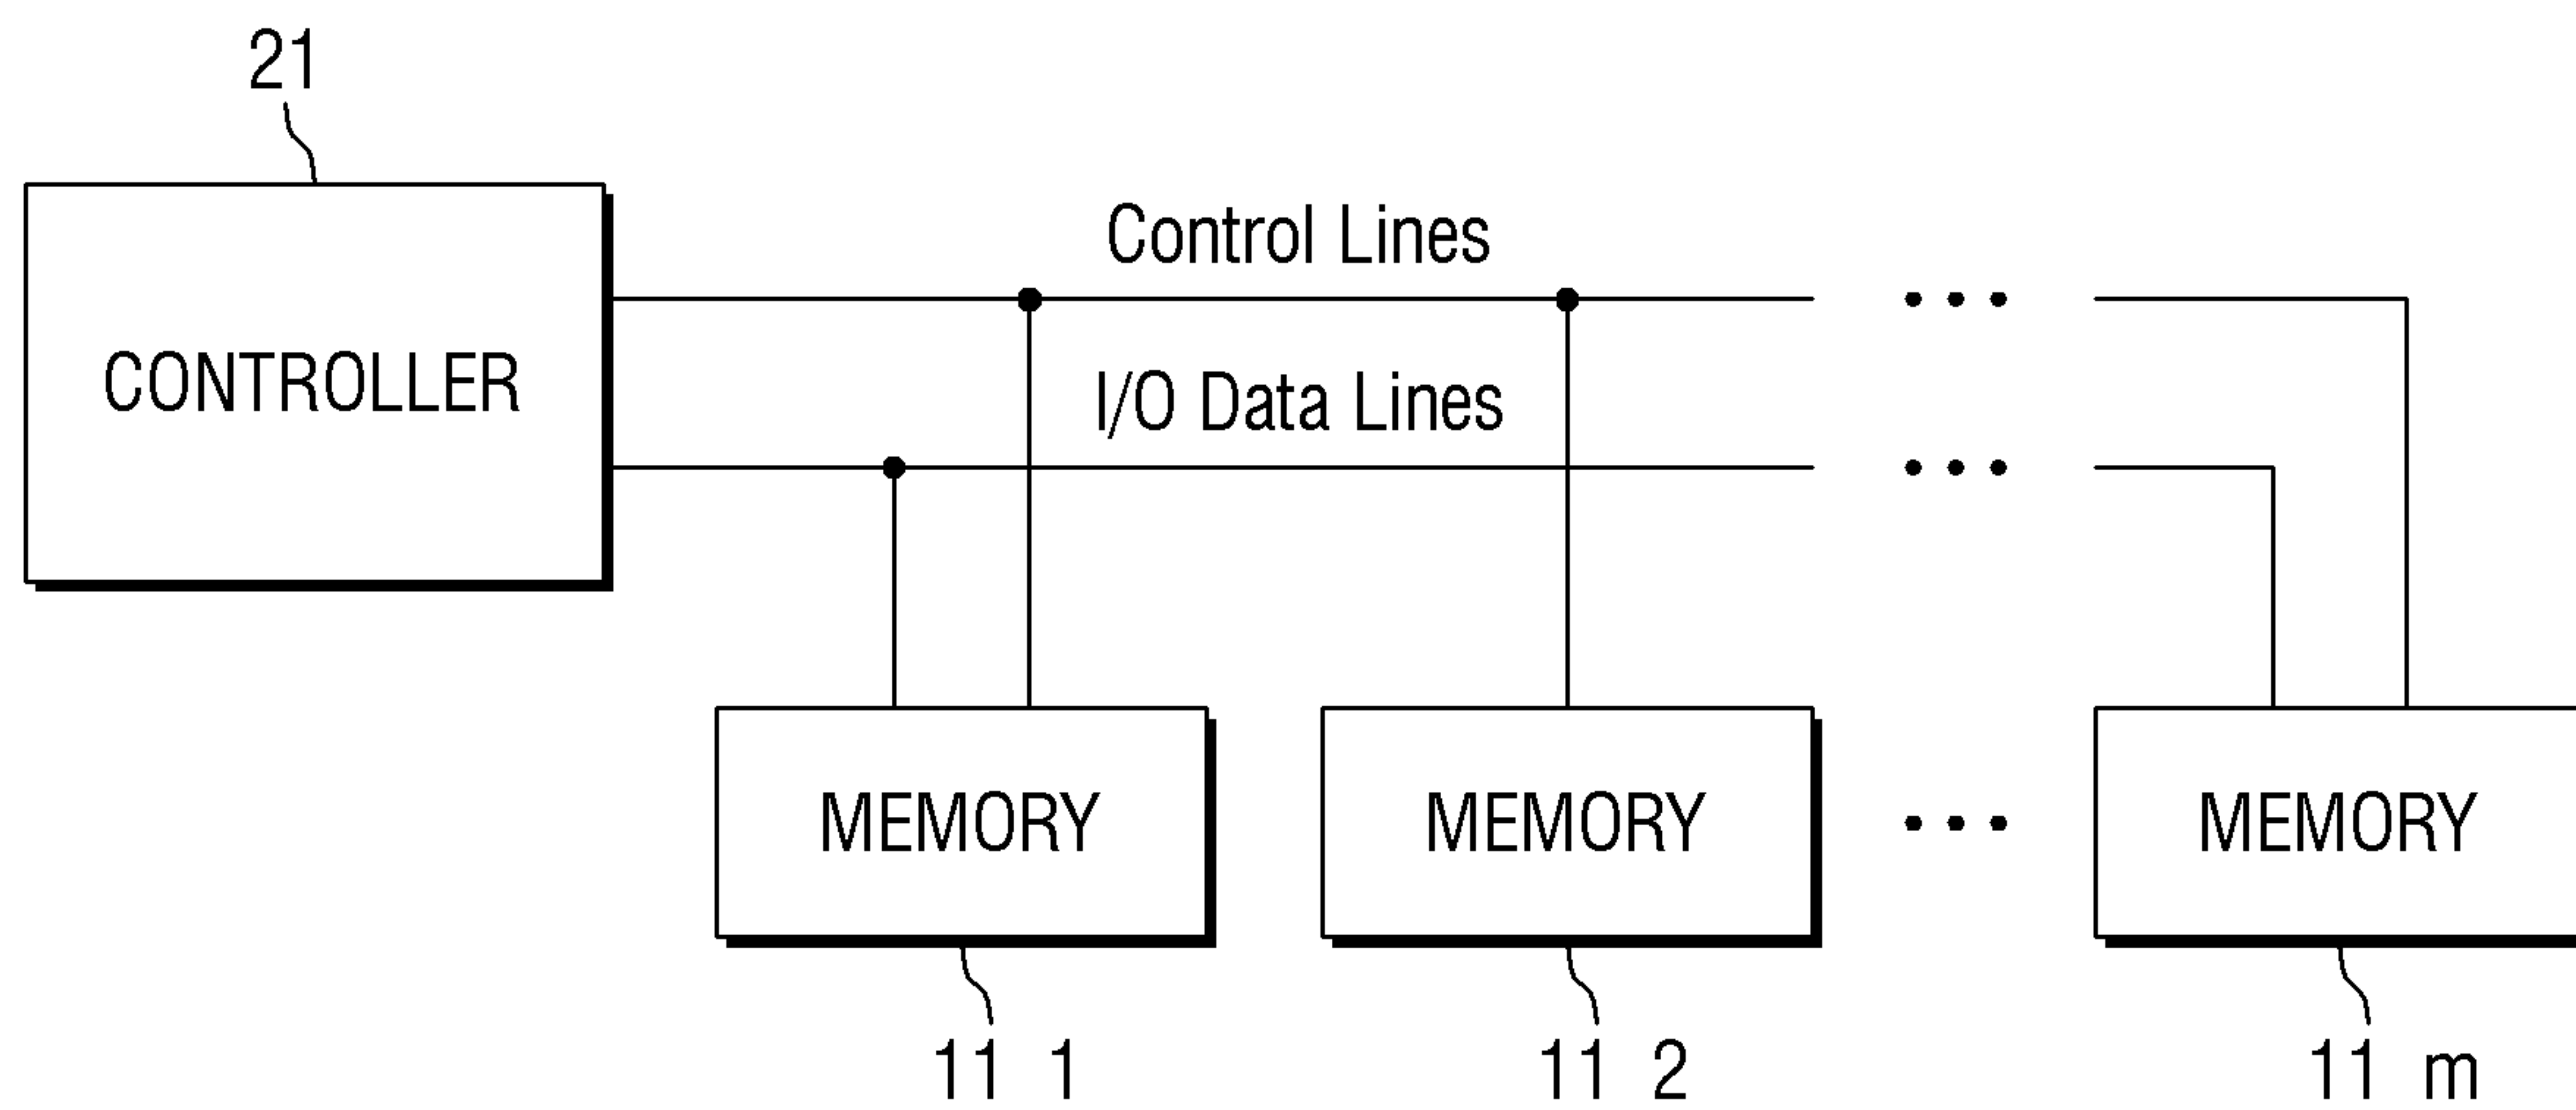 21
CONTROLLER
Control Lines
I/O Data Lines
MEMORY
MEMORY
MEMORY
11 1
11 2
11 m